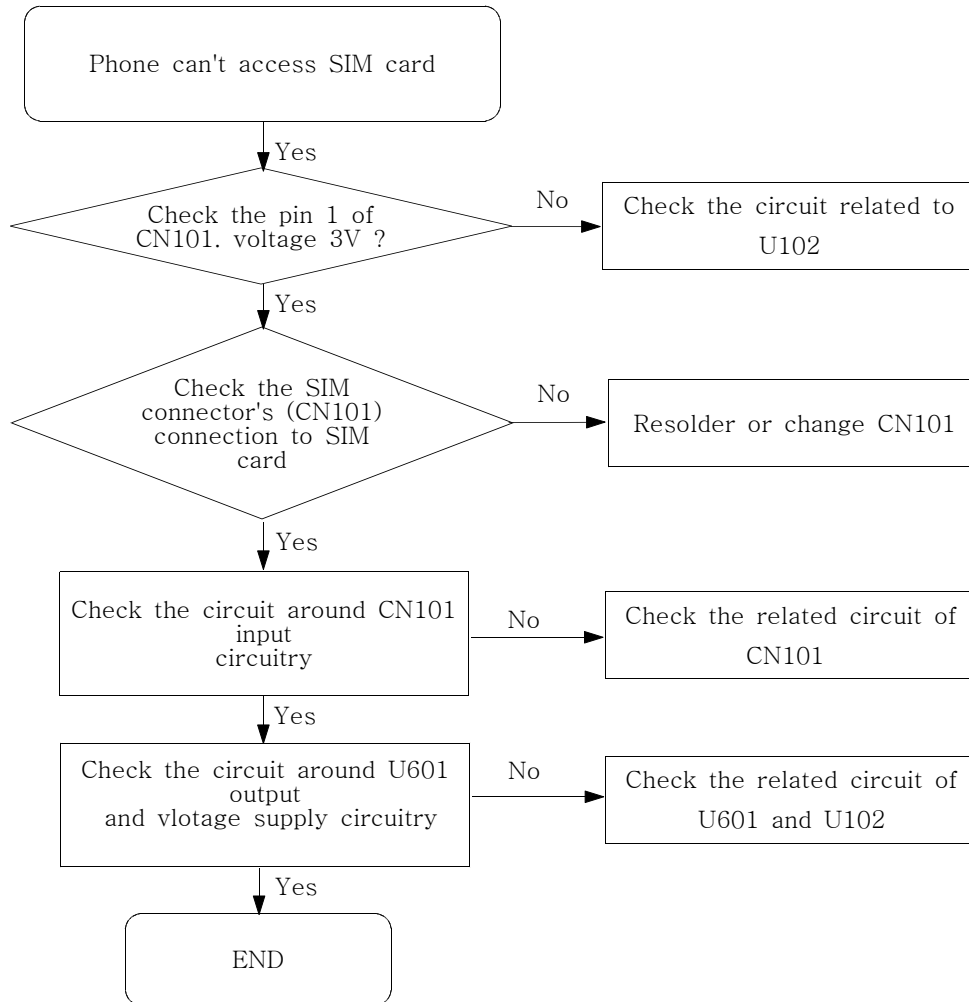 Phone can't access SIM card
Yes
Check the pin 1 of
CN101. voltage 3V ?
No
Check the circuit related to
U102
Yes
Check the SIM
connector's (CN101)
connection to SIM
card
No
Resolder or change CN101
Yes
Check the circuit around CN101
input
circuitry
No
Check the related circuit of
CN101
Yes
Check the circuit around U601
output
and vlotage supply circuitry
No
Check the related circuit of
U601 and U102
Yes
END